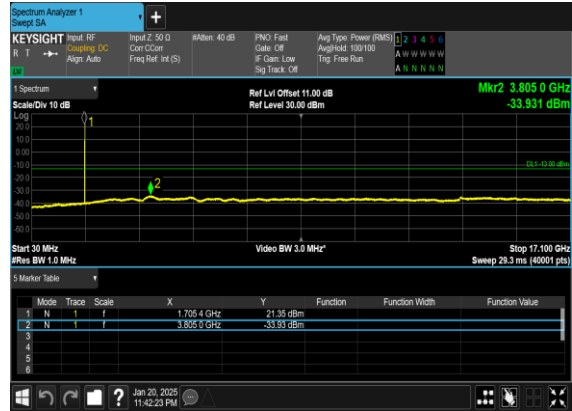 Spectrum Analyzer 1
Swept SA
+
KEYSIGHT Input: RF Input Z: 50 Ω #Atten: 40 dB PNO: Fast Avg Type: Power (RMS) 1 2 3 4 5 6
R T Coupling: DC Corr CCorr Gate: Off Avg|Hold: 100/100 A W W W W W
Align: Auto Freq Ref: Int (S) IF Gain: Low Trig: Free Run
Sig Track: Off A N N N N N
1 Spectrum Ref Lvl Offset 11.00 dB Mkr2 3.805 0 GHz
Scale/Div 10 dB Ref Level 30.00 dBm -33.931 dBm
Log
1
20.0
10.0
0.00
-10.0 DL1 -13.00 dBm
-20.0
2
-30.0
-40.0
-50.0
-60.0
Start 30 MHz Video BW 3.0 MHz* Stop 17.100 GHz
#Res BW 1.0 MHz Sweep 29.3 ms (40001 pts)
5 Marker Table
Mode Trace Scale X Y Function Function Width Function Value
1 N 1 f 1.705 4 GHz 21.35 dBm
2 N 1 f 3.805 0 GHz -33.93 dBm
3
4
5
6
? Jan 20, 2025
11:42:23 PM